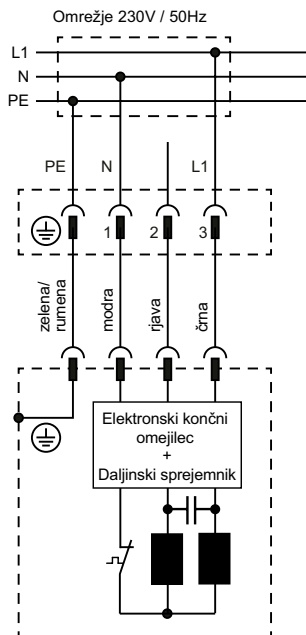 Omrežje 230V / 50Hz
L1
N
PE
PE N L1
1 2 3
zelena/
rumena
modra
rjava
črna
Elektronski končni
omejilec
+
Daljinski sprejemnik